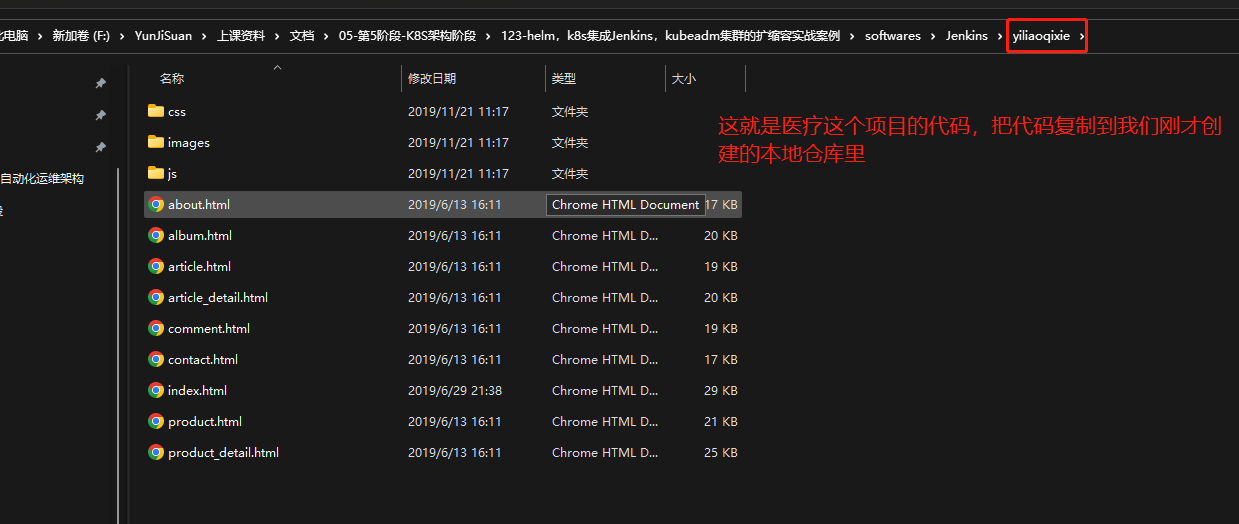 化电脑 › 新加卷 (F:) › YunJiSuan › 上课资料 › 文档 › 05-第5阶段-K8S架构阶段 › 123-helm，k8s集成Jenkins，kubeadm集群的扩缩容实战案例 › softwares › Jenkins › yiliaoqixie ›
名称 修改日期 类型 大小
css 2019/11/21 11:17 文件夹
images 2019/11/21 11:17 文件夹
js 2019/11/21 11:17 文件夹
about.html 2019/6/13 16:11 Chrome HTML Document 17 KB
album.html 2019/6/13 16:11 Chrome HTML D... 20 KB
article.html 2019/6/13 16:11 Chrome HTML D... 19 KB
article_detail.html 2019/6/13 16:11 Chrome HTML D... 20 KB
comment.html 2019/6/13 16:11 Chrome HTML D... 19 KB
contact.html 2019/6/13 16:11 Chrome HTML D... 17 KB
index.html 2019/6/29 21:38 Chrome HTML D... 29 KB
product.html 2019/6/13 16:11 Chrome HTML D... 21 KB
product_detail.html 2019/6/13 16:11 Chrome HTML D... 25 KB
这就是医疗这个项目的代码，把代码复制到我们刚才创
建的本地仓库里
自动化运维架构